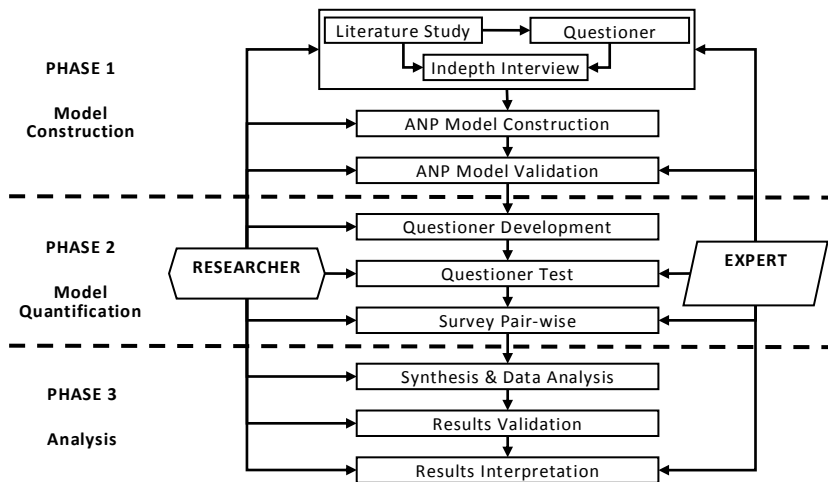 Literature Study
Questioner
Indepth Interview
PHASE 1
Model
Construction
ANP Model Construction
ANP Model Validation
Questioner Development
PHASE 2
RESEARCHER
EXPERT
Questioner Test
Model
Quantification
Survey Pair-wise
Synthesis & Data Analysis
PHASE 3
Results Validation
Analysis
Results Interpretation